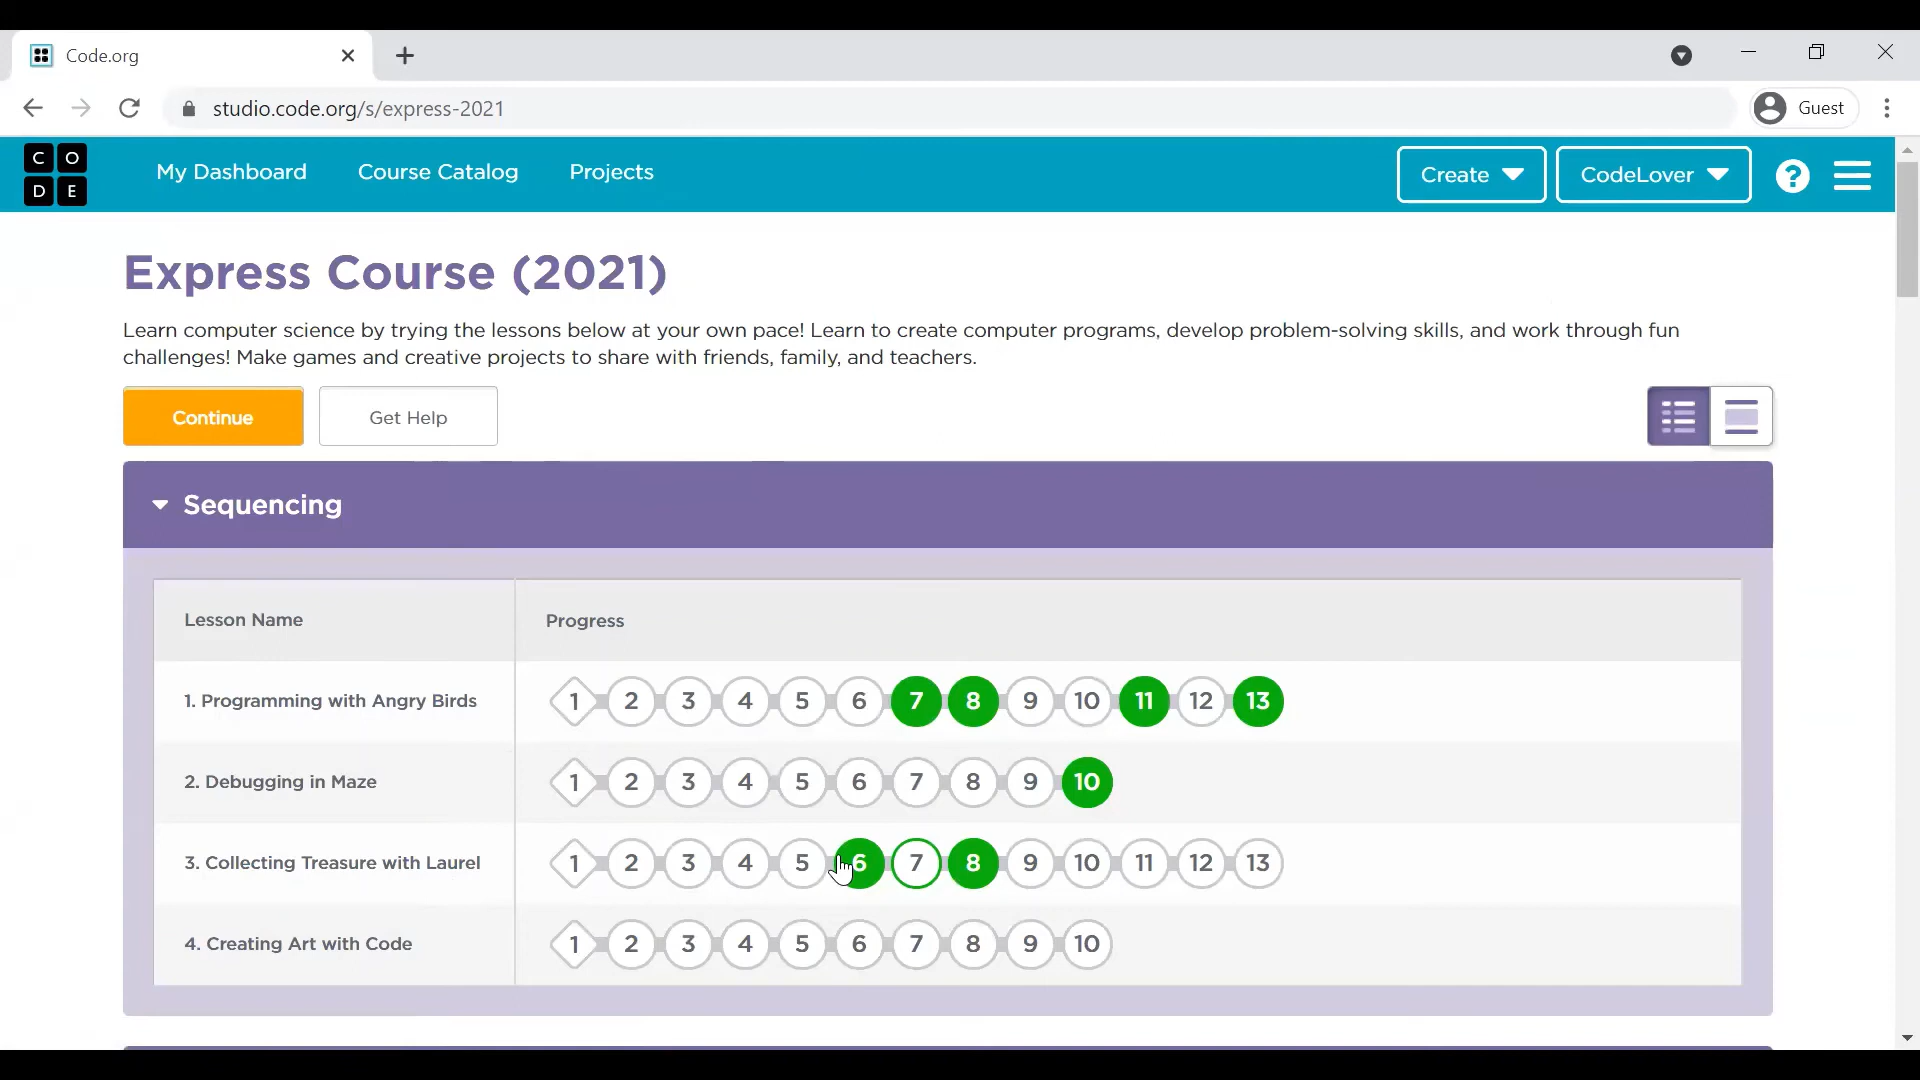 Code.org
studio.code.org/s/express-2021
Guest
C O
D E
My Dashboard
Course Catalog
Projects
Create
CodeLover
?
Express Course (2021)
Learn computer science by trying the lessons below at your own pace! Learn to create computer programs, develop problem-solving skills, and work through fun
challenges! Make games and creative projects to share with friends, family, and teachers.
Continue
Get Help
Sequencing
Lesson Name
Progress
1. Programming with Angry Birds
1 2 3 4 5 6 7 8 9 10 11 12 13
2. Debugging in Maze
1 2 3 4 5 6 7 8 9 10
3. Collecting Treasure with Laurel
1 2 3 4 5 6 7 8 9 10 11 12 13
4. Creating Art with Code
1 2 3 4 5 6 7 8 9 10